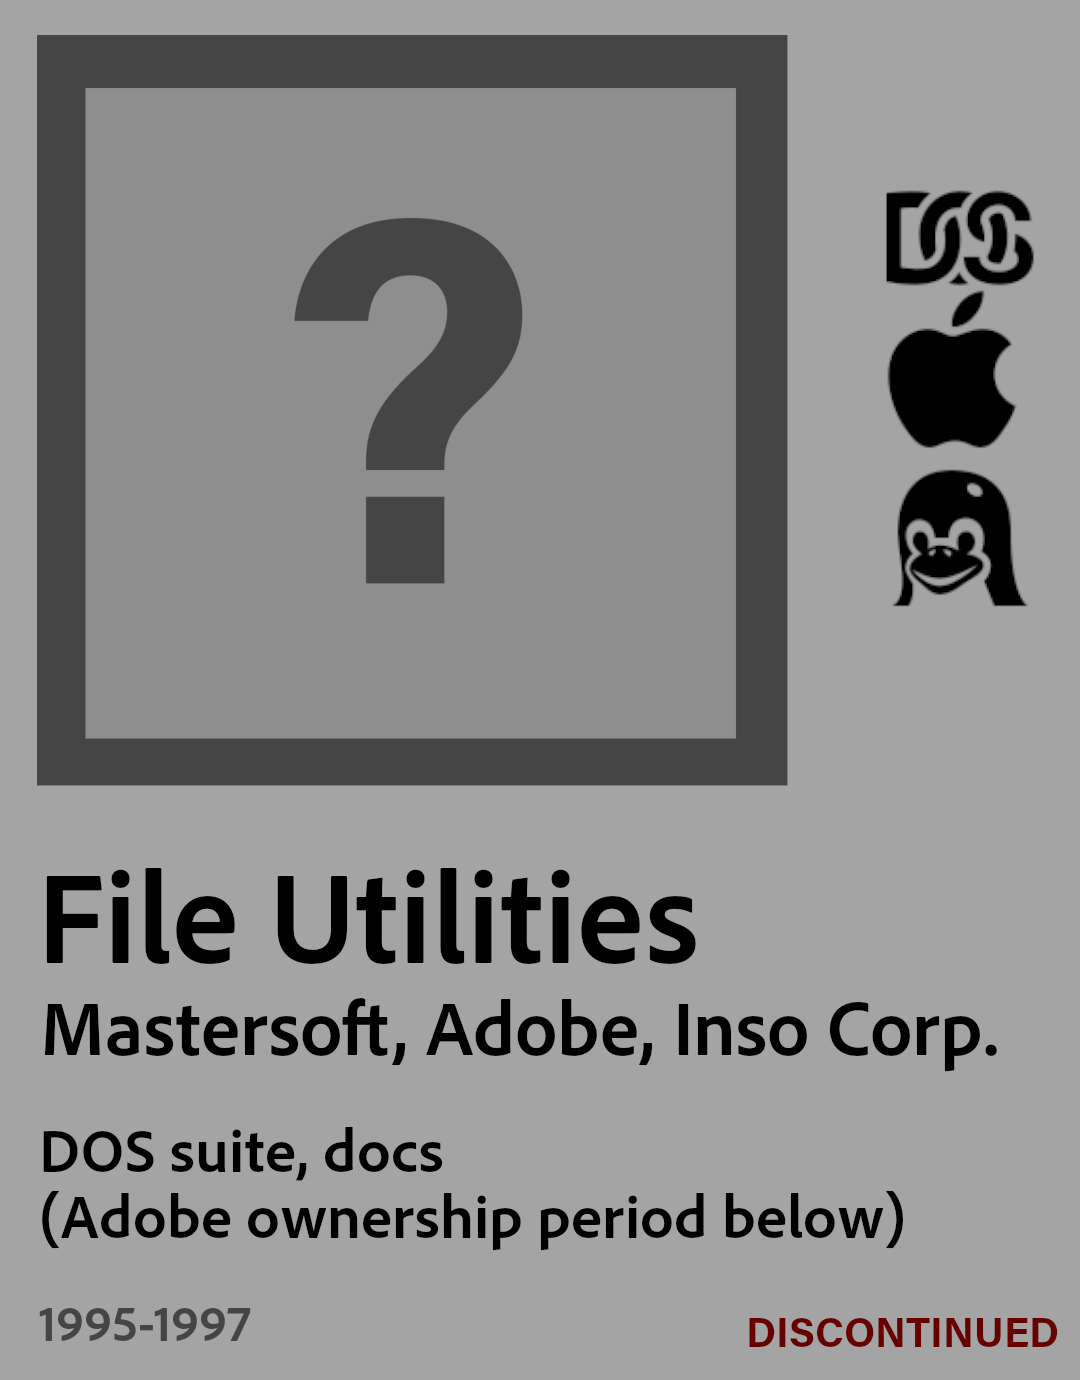 ?
DOS
File Utilities
Mastersoft, Adobe, Inso Corp.
DOS suite, docs
(Adobe ownership period below)
1995-1997
DISCONTINUED